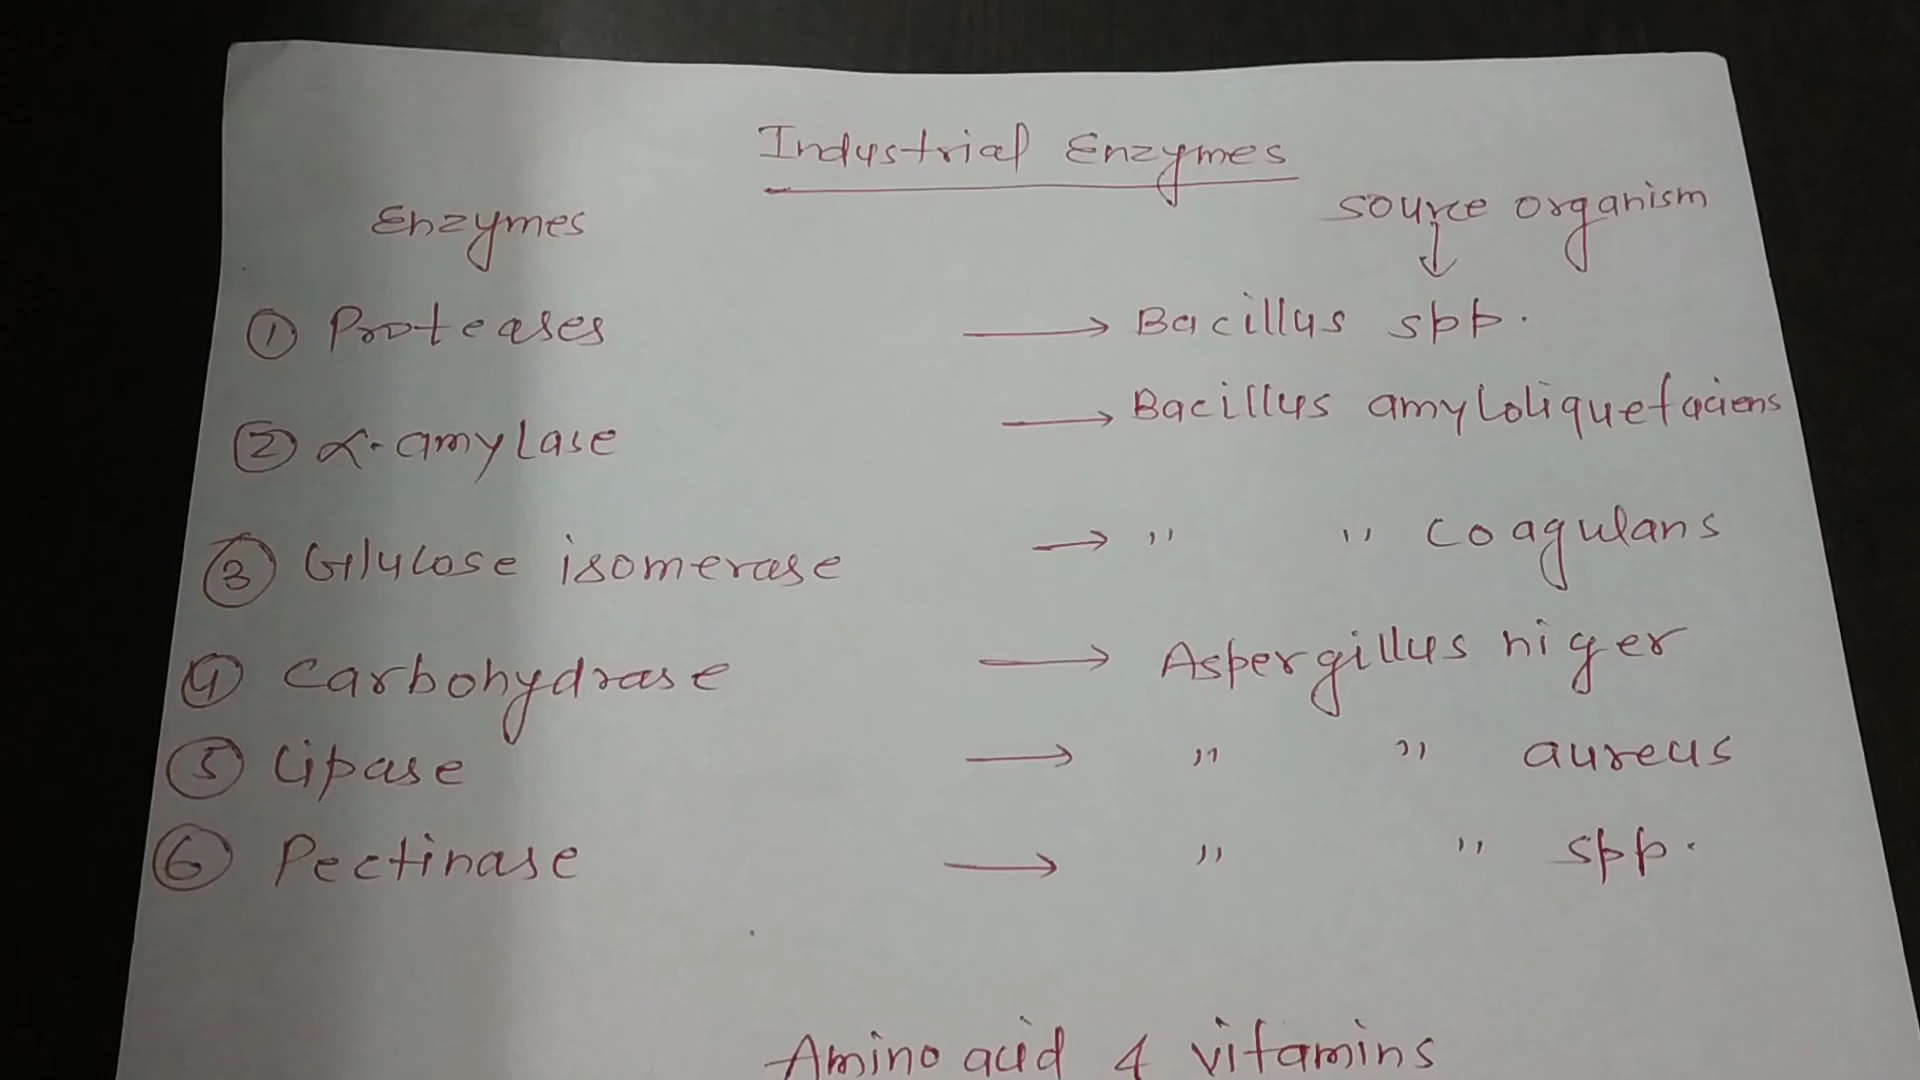 Industrial Enzymes
Enzymes source organism
↓
① Proteases → Bacillus spp.
② α-amylase → Bacillus amyloliquefaciens
③ Glucose isomerase → " " coagulans
④ Carbohydrase → Aspergillus niger
⑤ Lipase → " " aureus
⑥ Pectinase → " " spp.
Amino acid & vitamins